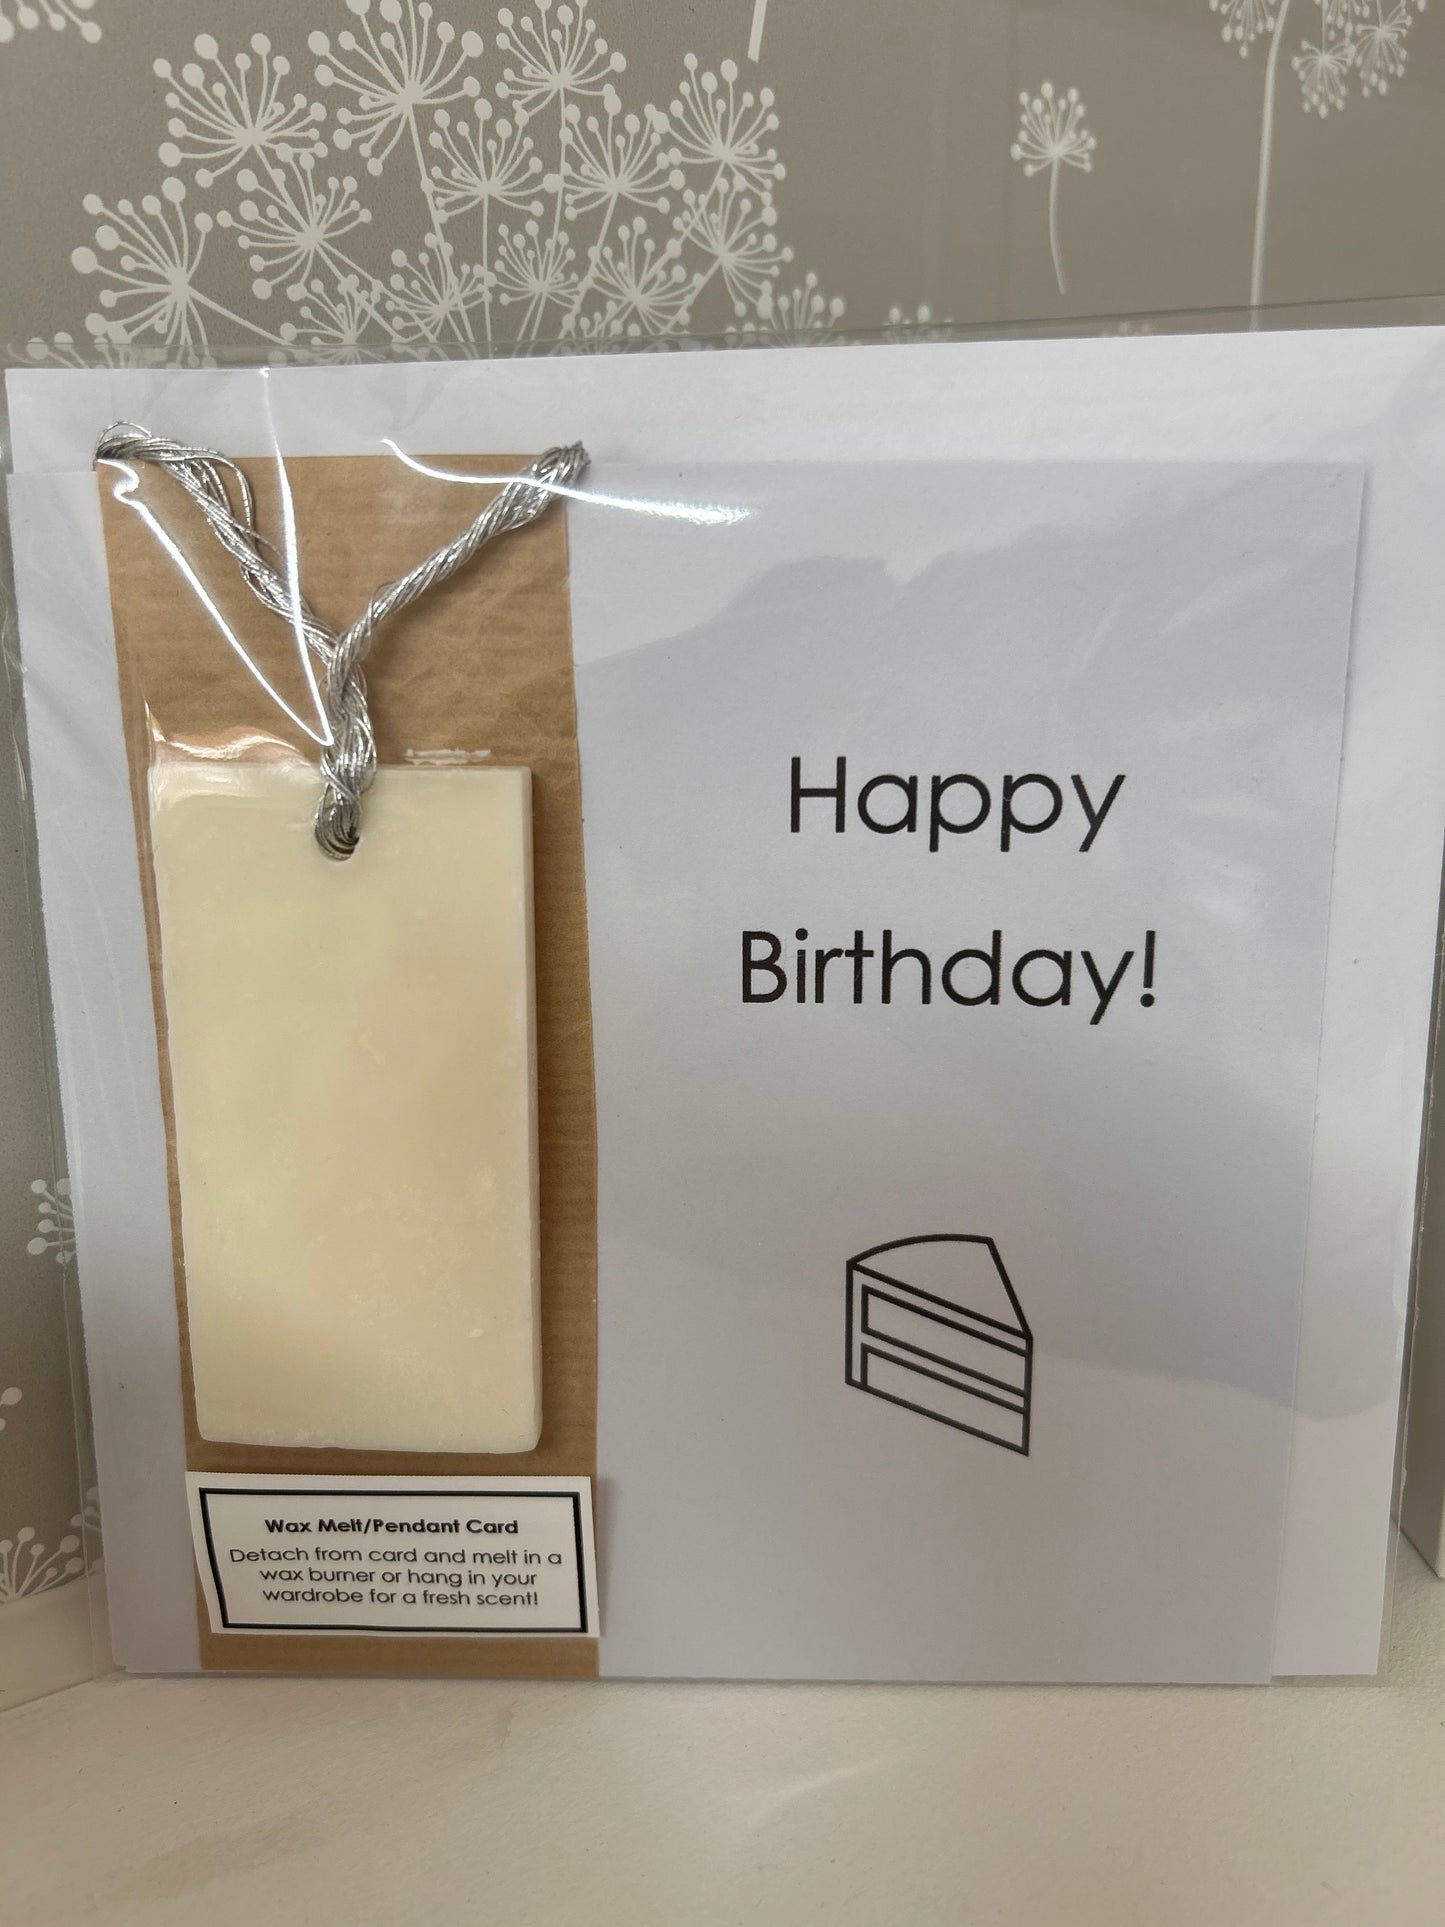 Happy
Birthday!
Wax Melt/Pendant Card
Detach from card and melt in a
wax burner or hang in your
wardrobe for a fresh scent!